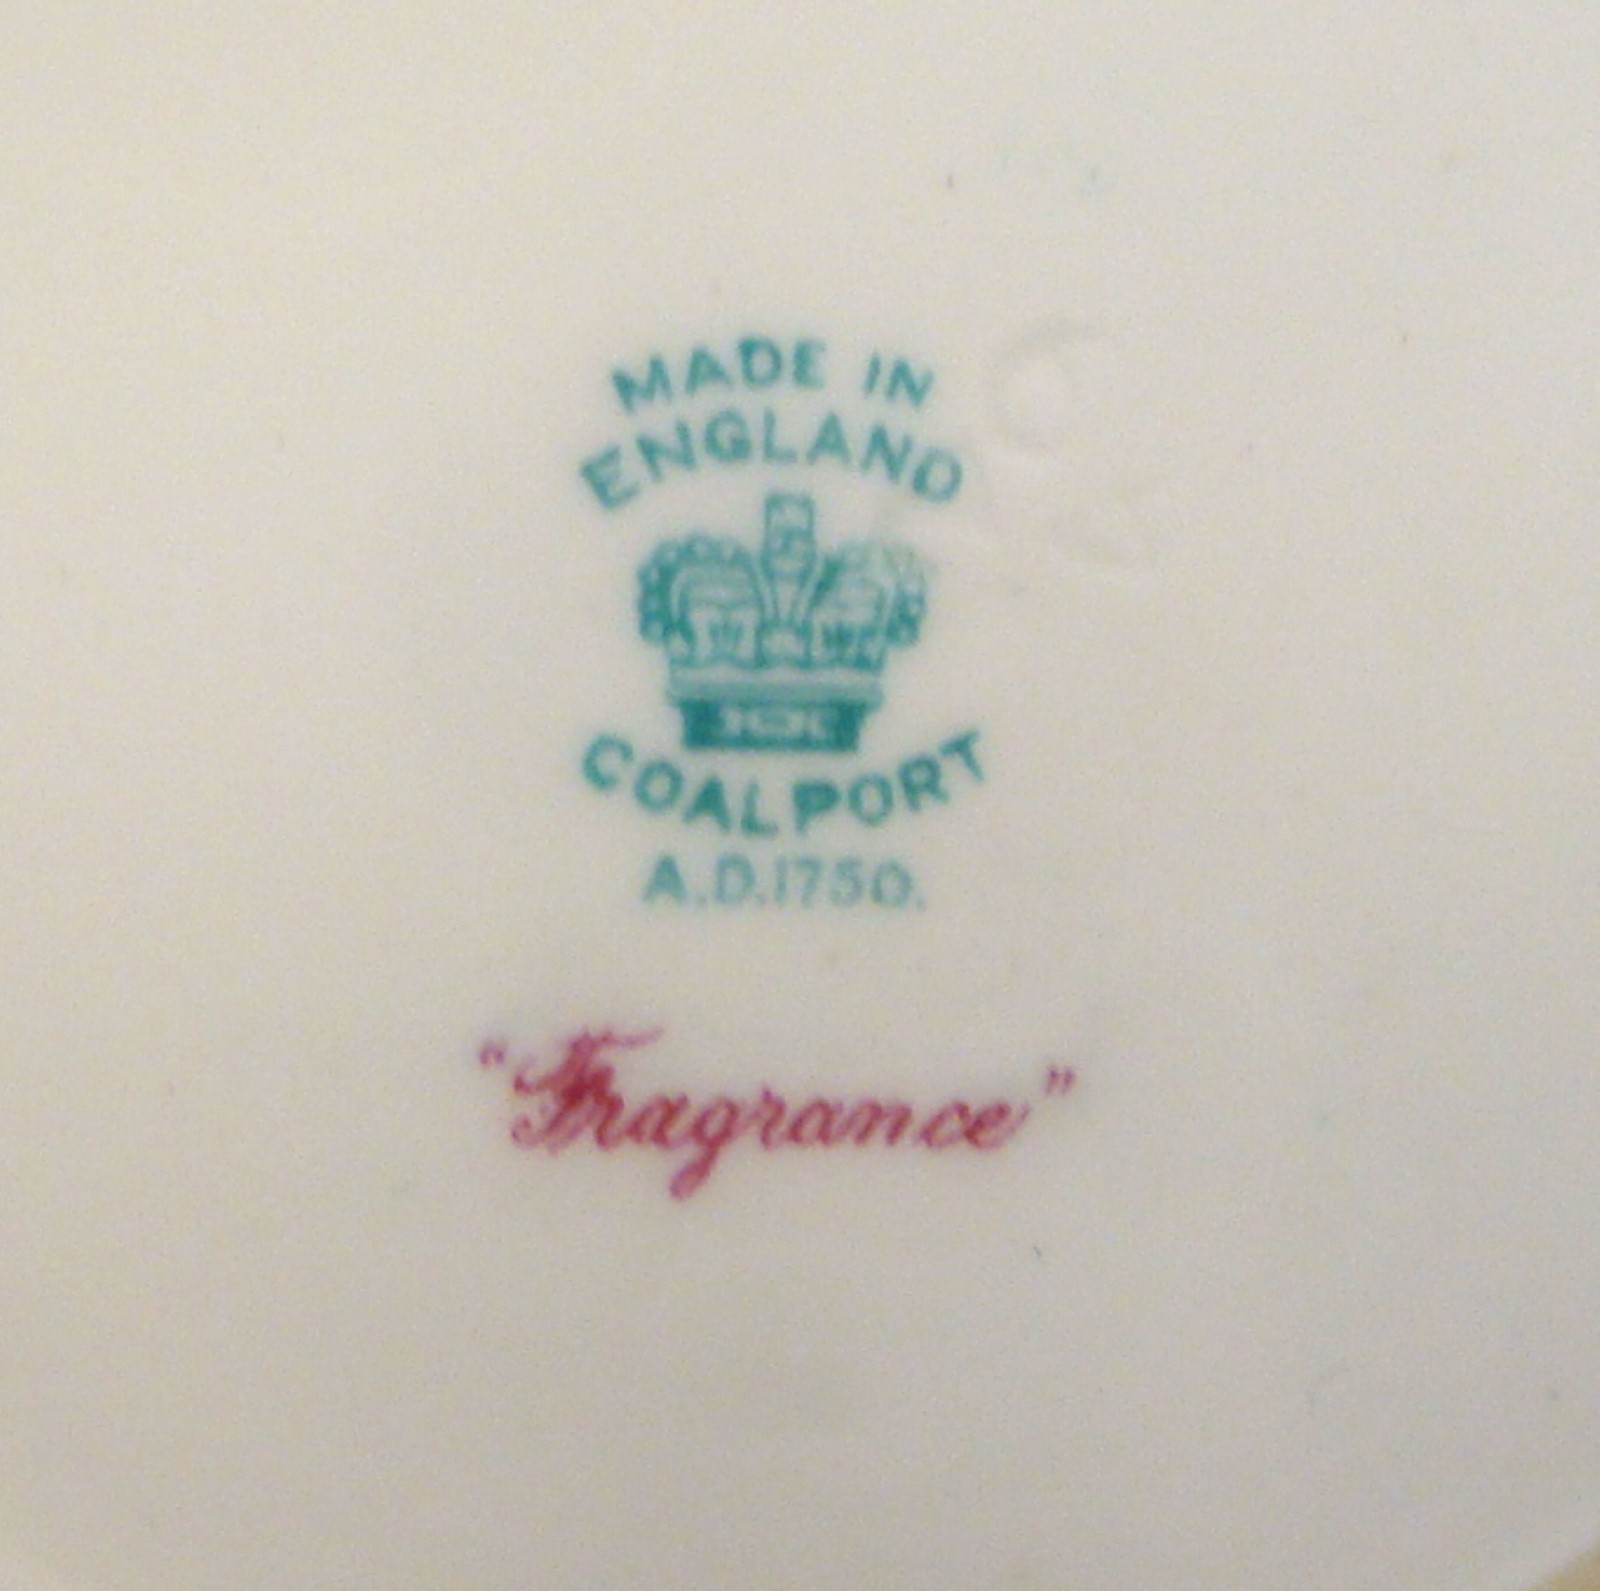 MADE IN
ENGLAND
COALPORT
A.D.1750.
"Fragrance"